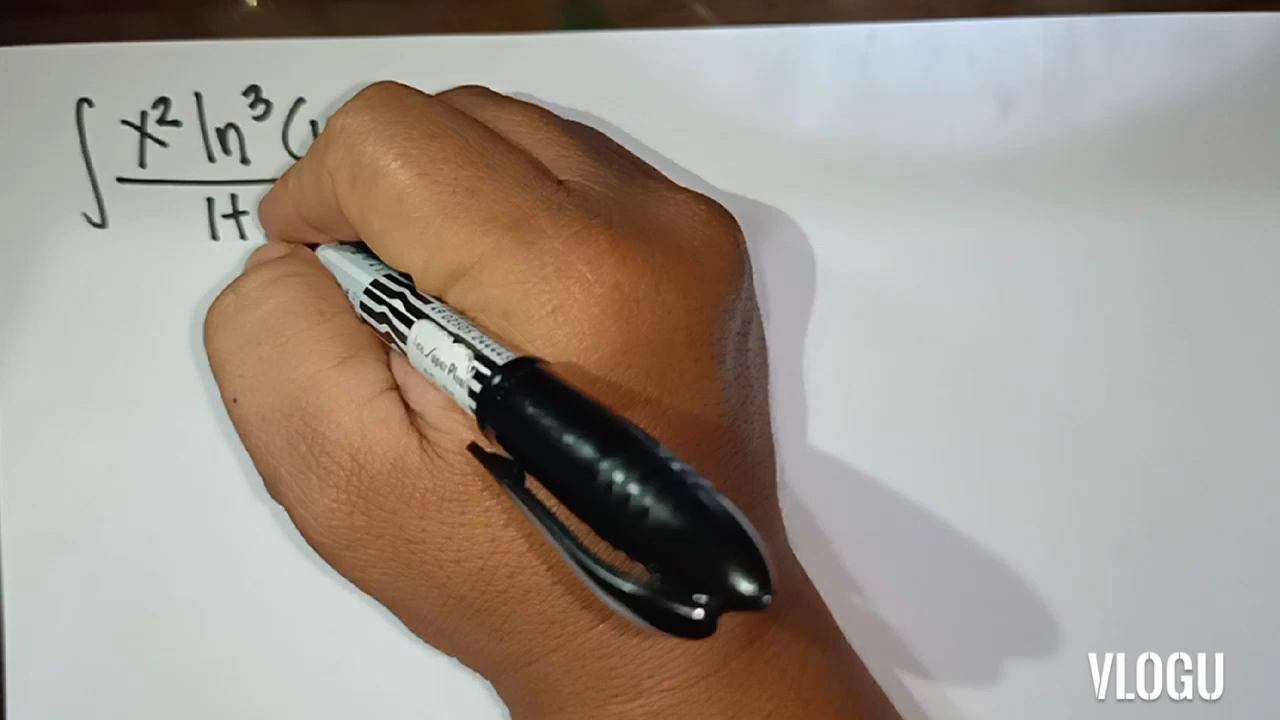 ∫ x² ln³ (
1+
VLOGU